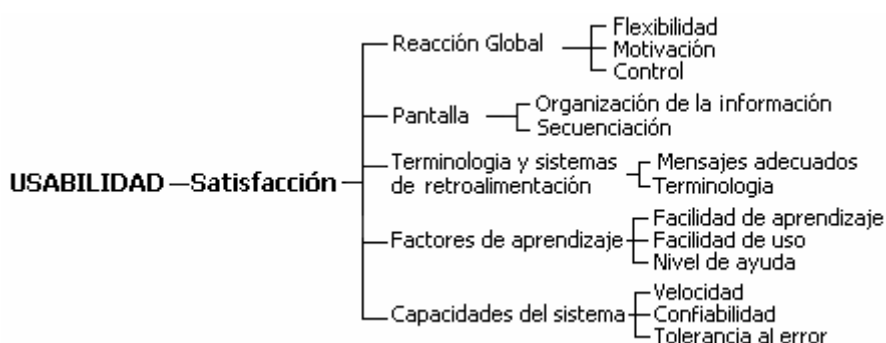 USABILIDAD
Satisfacción
Reacción Global
Flexibilidad
Motivación
Control
Pantalla
Organización de la información
Secuenciación
Terminologia y sistemas
de retroalimentación
Mensajes adecuados
Terminologia
Factores de aprendizaje
Facilidad de aprendizaje
Facilidad de uso
Nivel de ayuda
Capacidades del sistema
Velocidad
Confiabilidad
Tolerancia al error